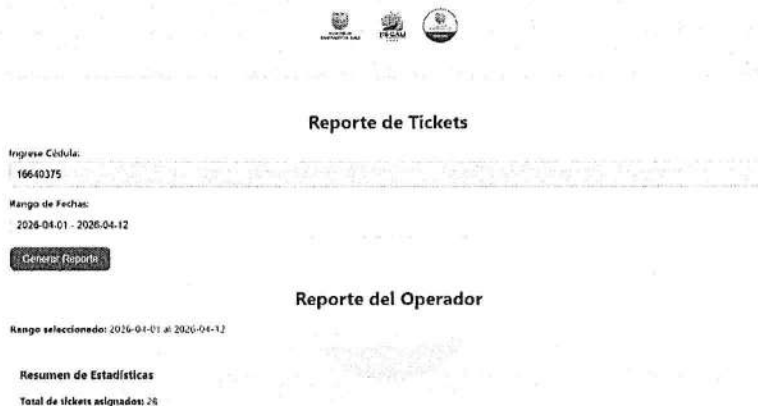 Reporte de Tickets
Ingrese Cédula:
16640375
Rango de Fechas:
2026-04-01 - 2026-04-12
Generar Reporte
Reporte del Operador
Rango seleccionado: 2026-04-01 al 2026-04-12
Resumen de Estadísticas
Total de tickets asignados: 26